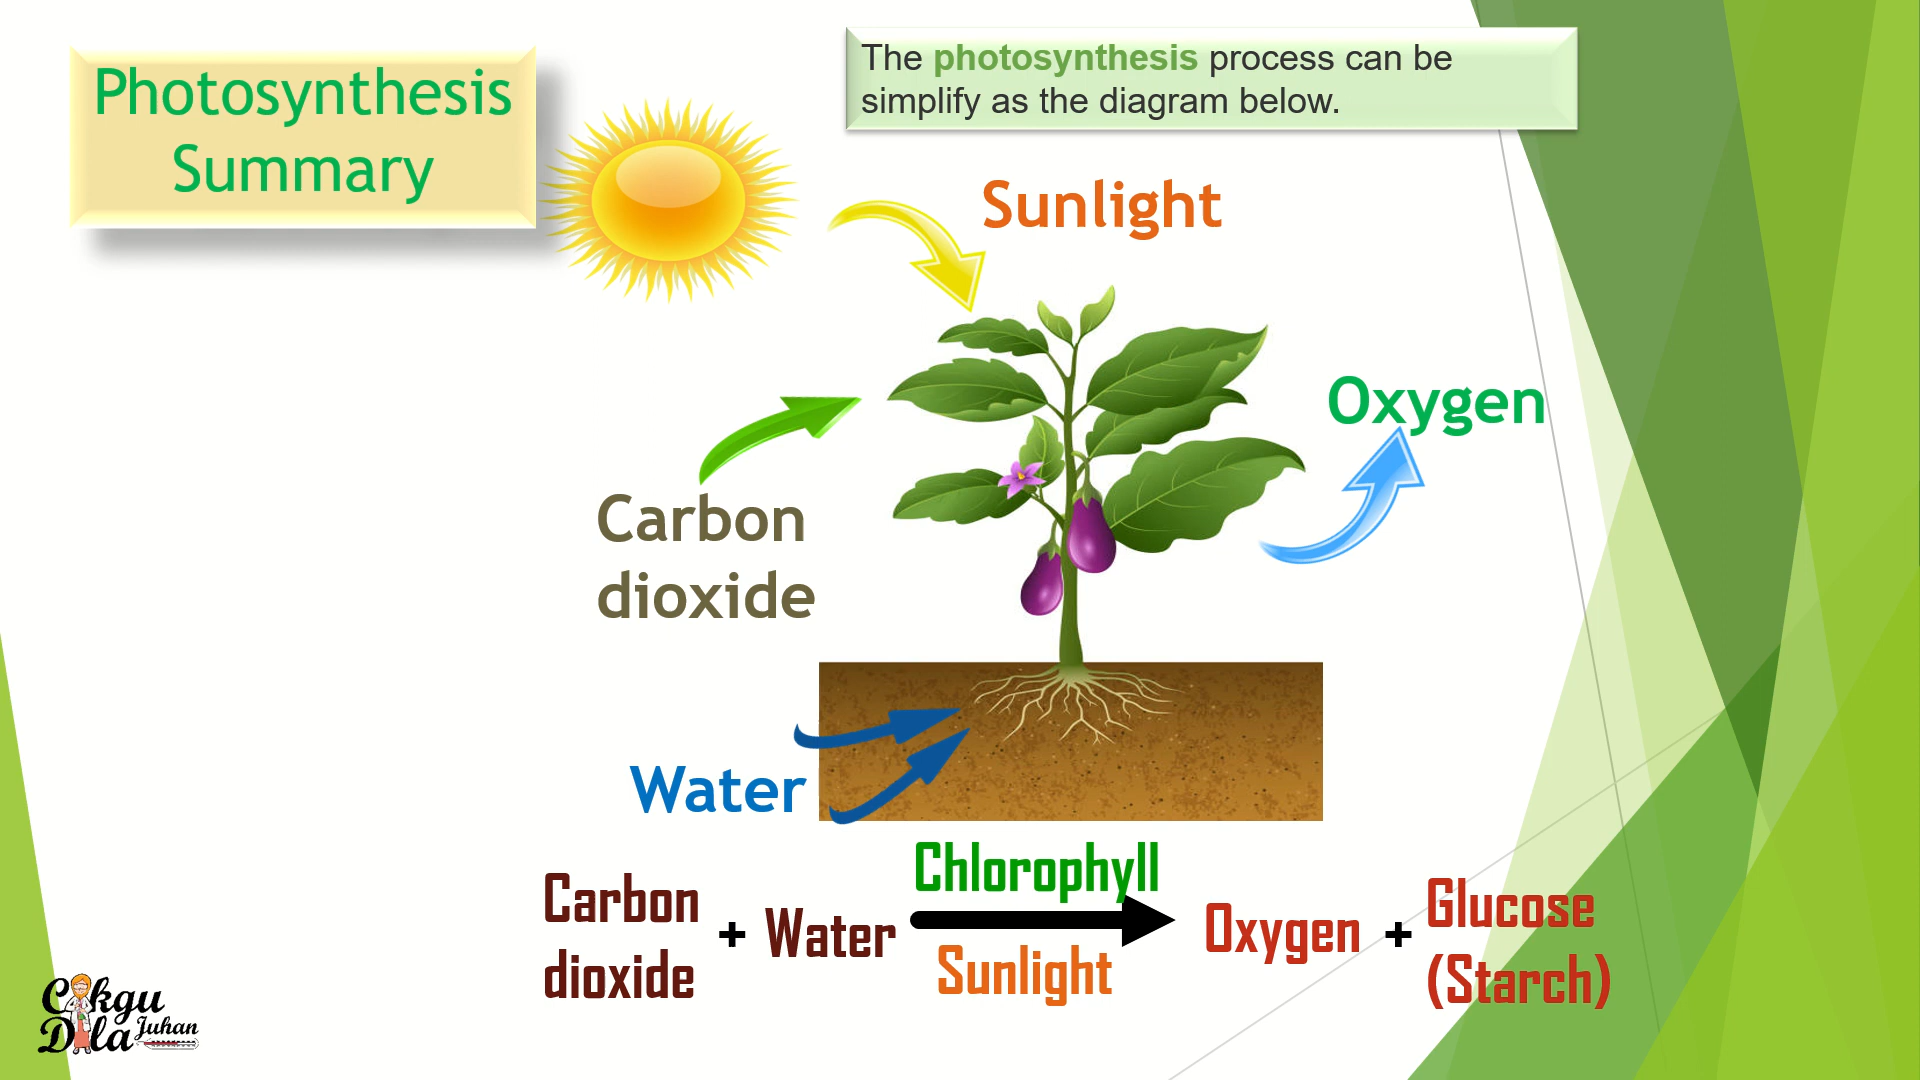 Photosynthesis
Summary
The photosynthesis process can be
simplify as the diagram below.
Sunlight
Oxygen
Carbon
dioxide
Water
Chlorophyll
Carbon
dioxide
+
Water
Sunlight
Oxygen
+
Glucose
(Starch)
Cikgu
Dila Juhan